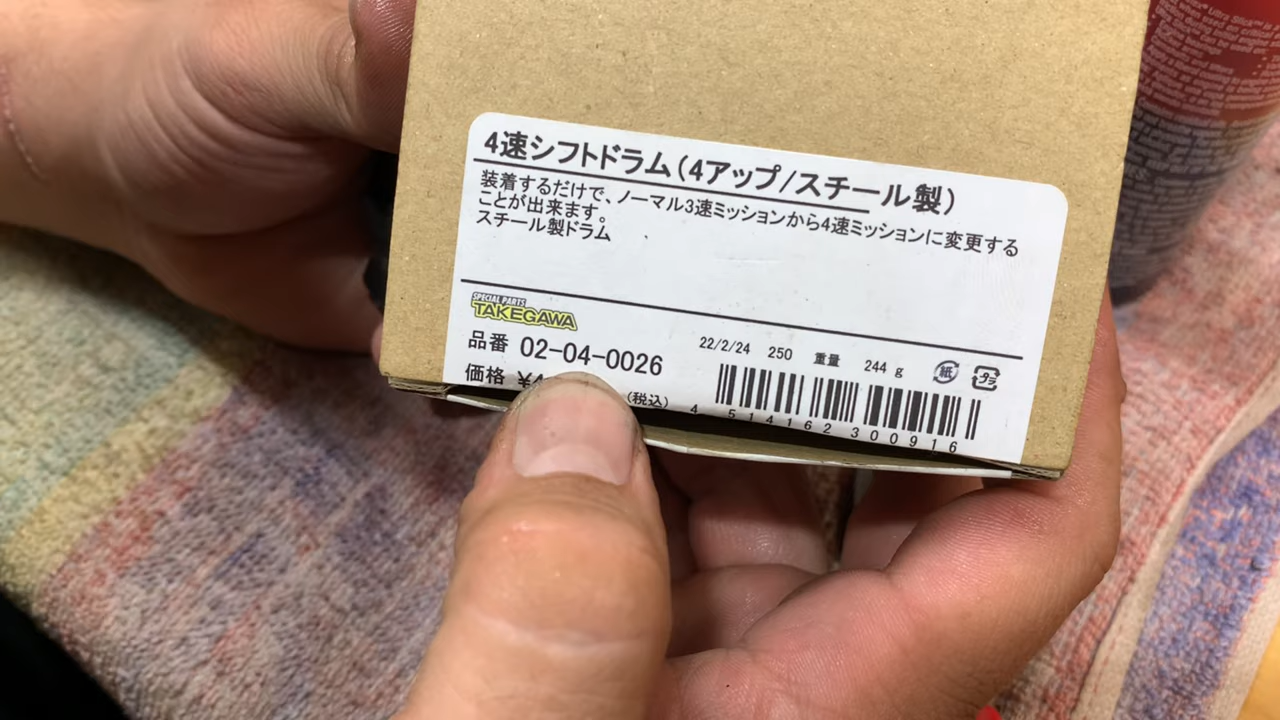 4速シフトドラム(4アップ/スチール製)
装着するだけで、ノーマル3速ミッションから4速ミッションに変更する
ことが出来ます。
スチール製ドラム
SPECIAL PARTS
TAKEGAWA
品番 02-04-0026
22/2/24 250 重量 244 g 紙 プラ
価格 ¥4 (税込)
4 514162 300916